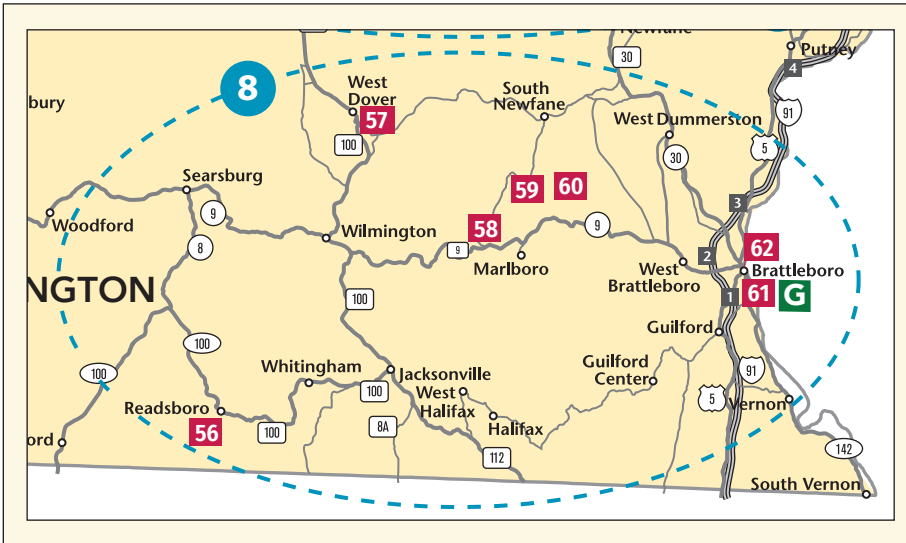 Newfane
Putney
4
30
8
bury
West
Dover
57
South
Newfane
91
100
West Dummerston
5
30
Searsburg
59
60
3
Woodford
9
8
Wilmington
58
9
9
Marlboro
2
62
West
Brattleboro
Brattleboro
NGTON
100
1
61
G
Guilford
100
100
Whitingham
Jacksonville
Guilford
Center
91
100
West
Halifax
5
Vernon
Readsboro
56
100
8A
Halifax
ord
112
142
South Vernon